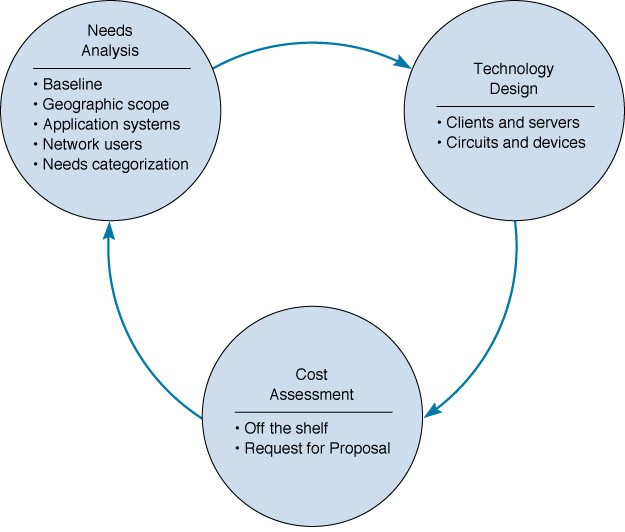 Needs
Analysis
• Baseline
• Geographic scope
• Application systems
• Network users
• Needs categorization
Technology
Design
• Clients and servers
• Circuits and devices
Cost
Assessment
• Off the shelf
• Request for Proposal